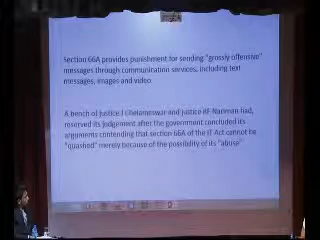 Section 66A provides punishment for sending "grossly offensive"
messages through communication services, including text
messages, images and video
A bench of justice J Chelameswar and justice RF Nariman had,
reserved its judgement after the government concluded its
arguments contending that section 66A of the IT Act cannot be
"quashed" merely because of the possibility of its "abuse"